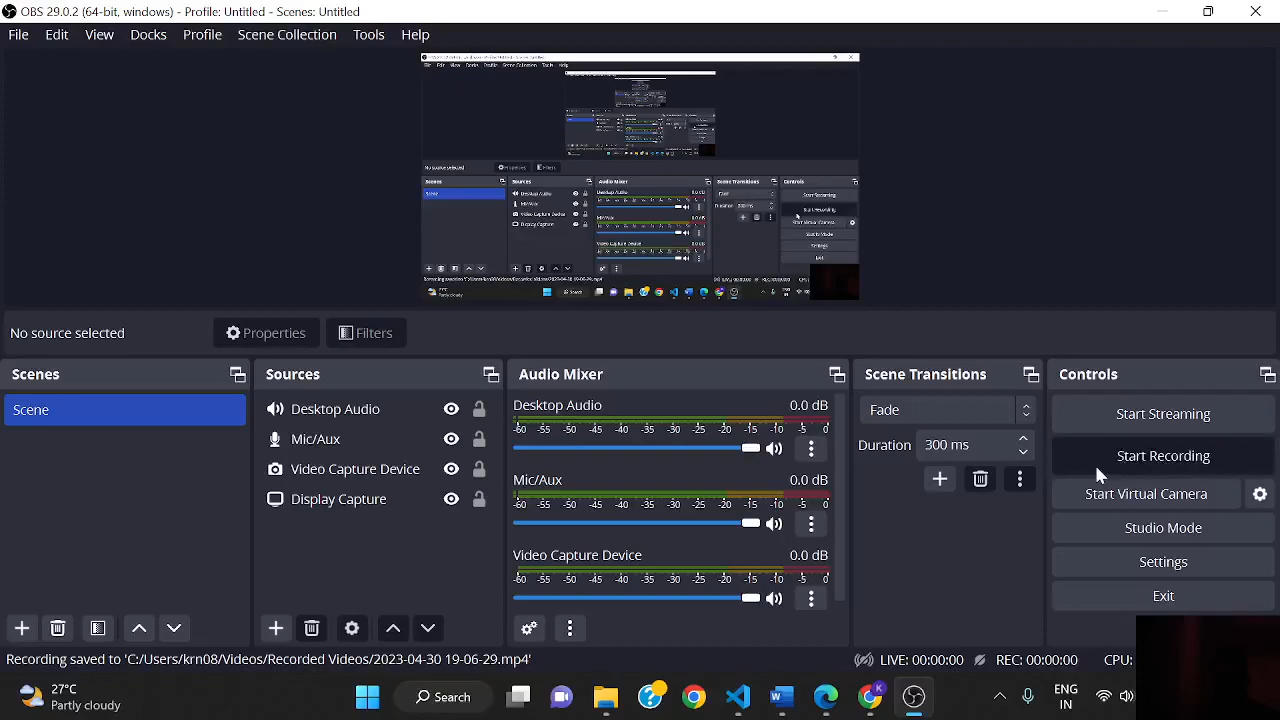 OBS 29.0.2 (64-bit, windows) - Profile: Untitled - Scenes: Untitled
File Edit View Docks Profile Scene Collection Tools Help
No source selected Properties Filters
Scenes
Scene
Sources
Desktop Audio
Mic/Aux
Video Capture Device
Display Capture
Audio Mixer
Desktop Audio 0.0 dB
-60 -55 -50 -45 -40 -35 -30 -25 -20 -15 -10 -5 0
Mic/Aux 0.0 dB
-60 -55 -50 -45 -40 -35 -30 -25 -20 -15 -10 -5 0
Video Capture Device 0.0 dB
-60 -55 -50 -45 -40 -35 -30 -25 -20 -15 -10 -5 0
Scene Transitions
Fade
Duration 300 ms
Controls
Start Streaming
Start Recording
Start Virtual Camera
Studio Mode
Settings
Exit
Recording saved to 'C:/Users/krn08/Videos/Recorded Videos/2023-04-30 19-06-29.mp4' LIVE: 00:00:00 REC: 00:00:00 CPU:
27°C
Partly cloudy
Search
K
ENG
IN